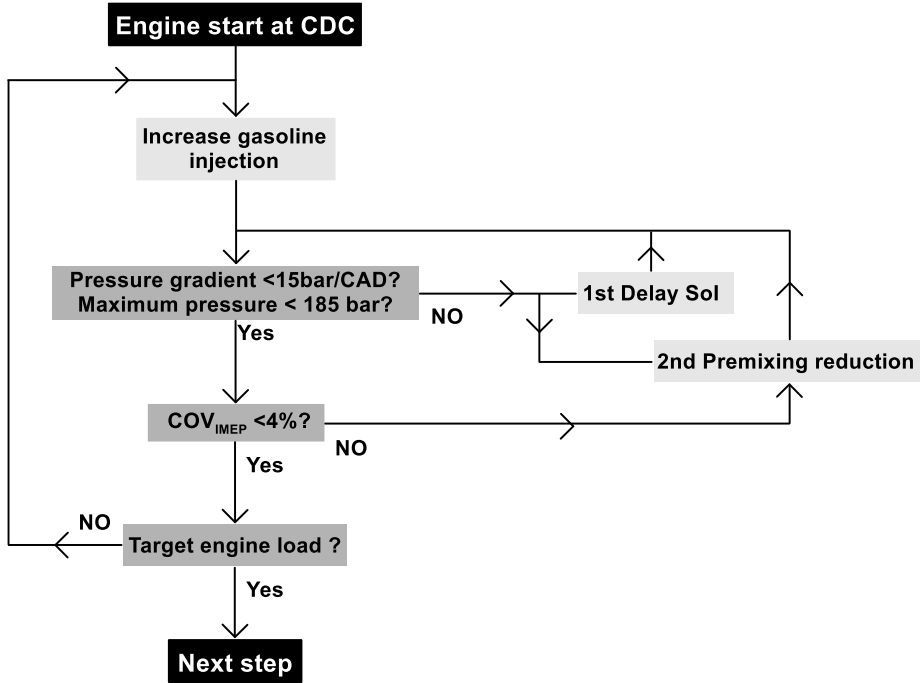 Engine start at CDC
Increase gasoline
injection
Pressure gradient <15bar/CAD?
Maximum pressure < 185 bar?
NO
1st Delay SoI
Yes
2nd Premixing reduction
COVIMEP <4%?
NO
Yes
NO
Target engine load ?
Yes
Next step